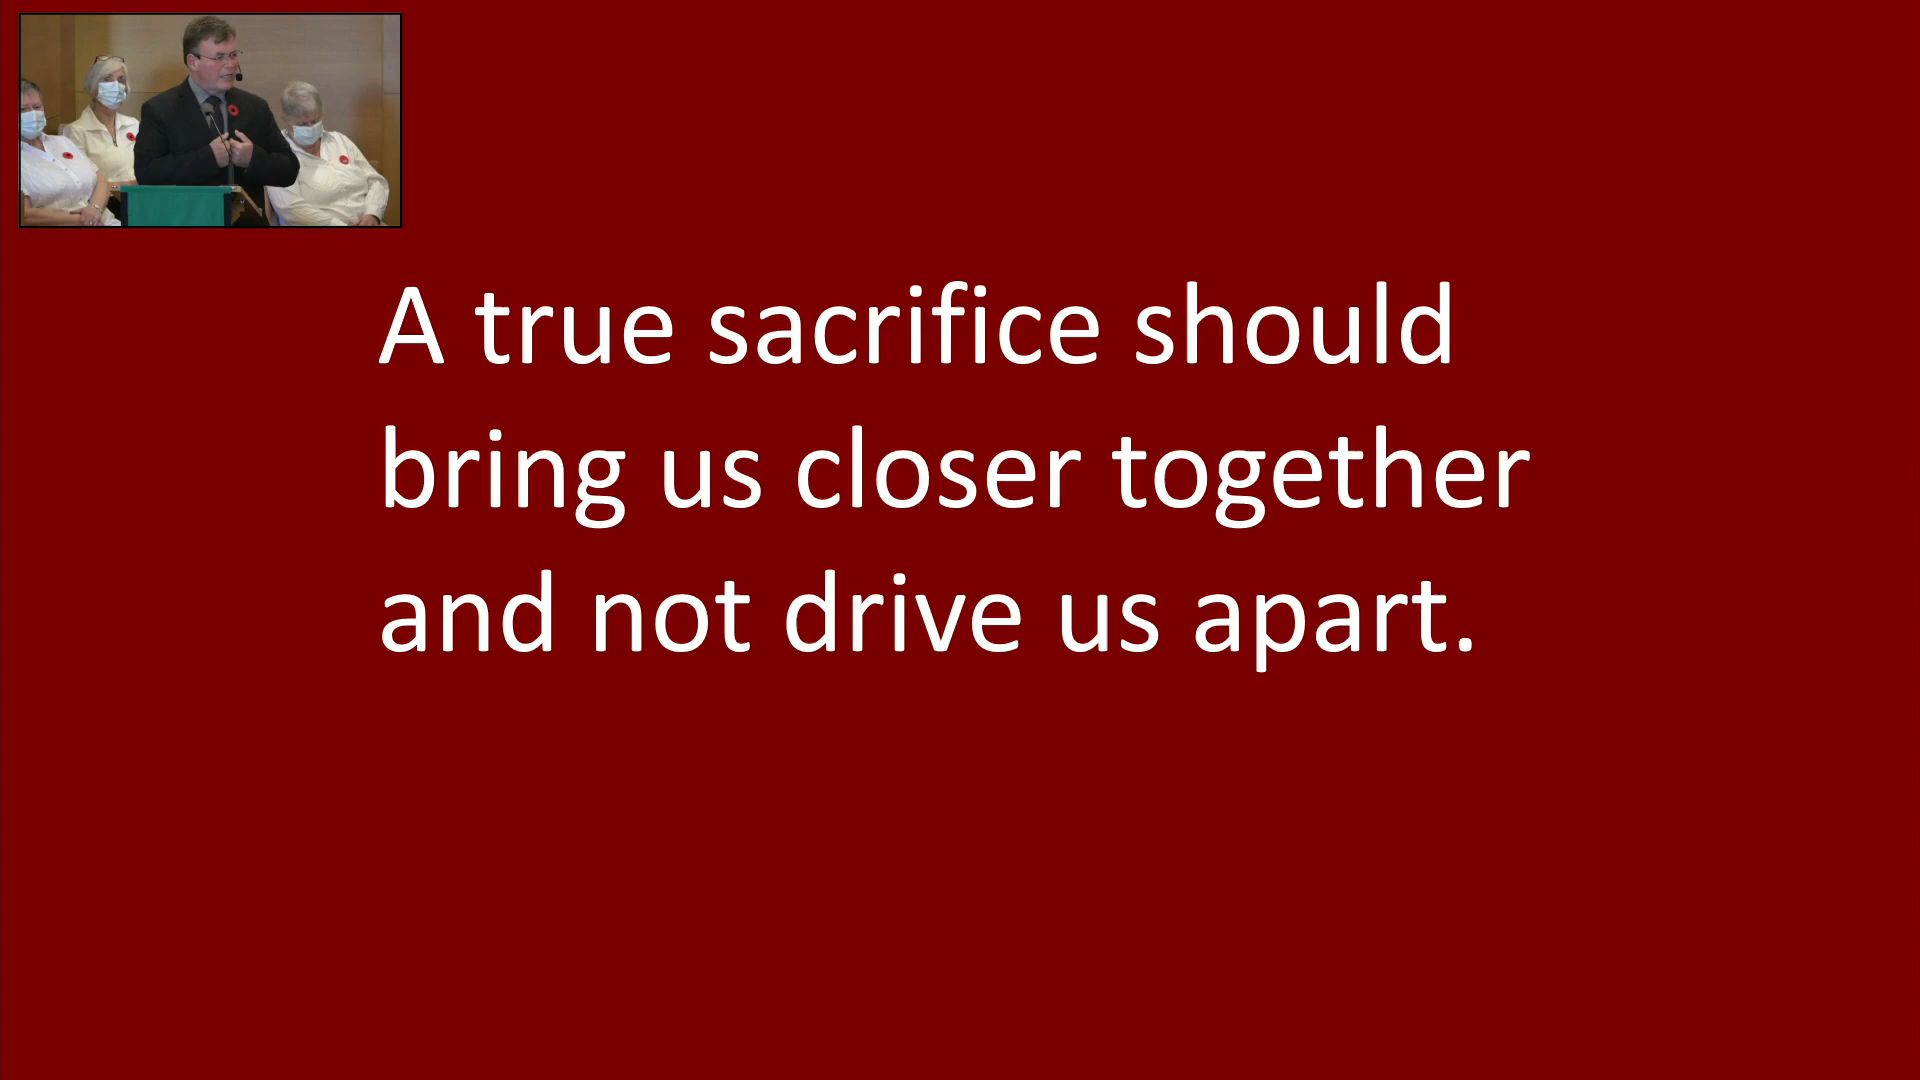 A true sacrifice should
bring us closer together
and not drive us apart.